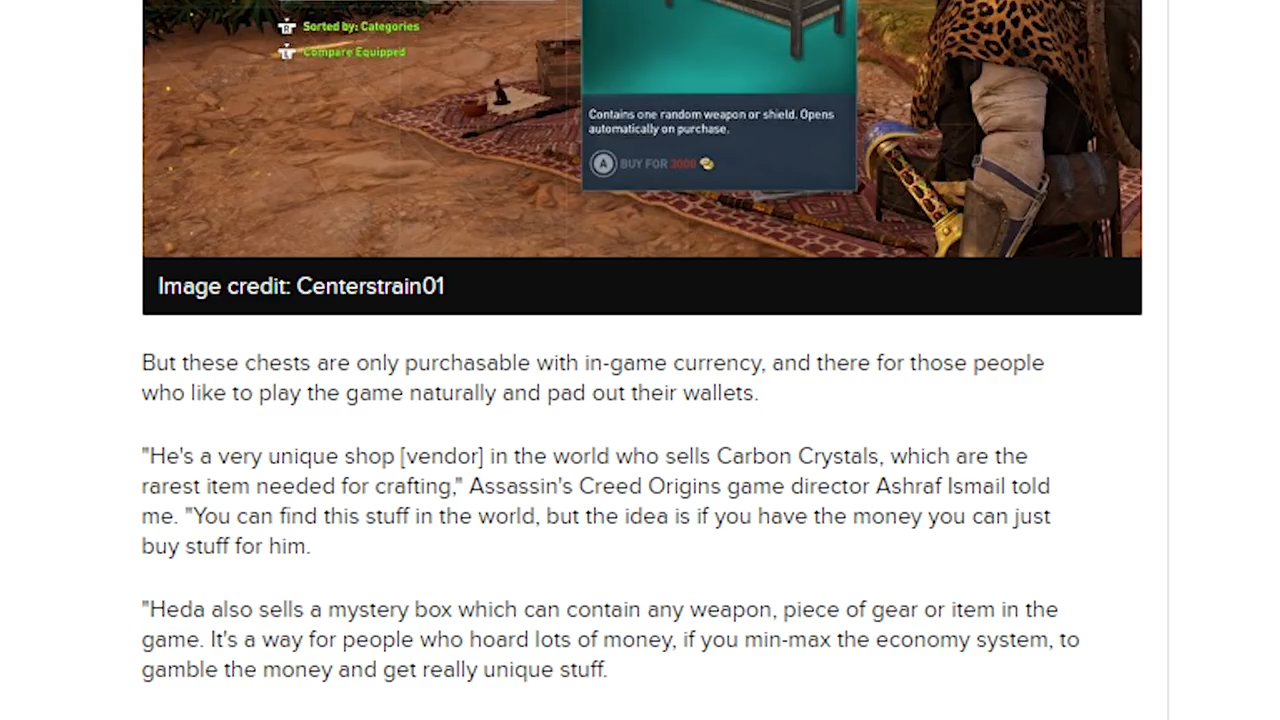 Sorted by: Categories
Compare Equipped
Contains one random weapon or shield. Opens
automatically on purchase.
A BUY FOR 3000
Image credit: Centerstrain01
But these chests are only purchasable with in-game currency, and there for those people
who like to play the game naturally and pad out their wallets.
"He's a very unique shop [vendor] in the world who sells Carbon Crystals, which are the
rarest item needed for crafting," Assassin's Creed Origins game director Ashraf Ismail told
me. "You can find this stuff in the world, but the idea is if you have the money you can just
buy stuff for him.
"Heda also sells a mystery box which can contain any weapon, piece of gear or item in the
game. It's a way for people who hoard lots of money, if you min-max the economy system, to
gamble the money and get really unique stuff.